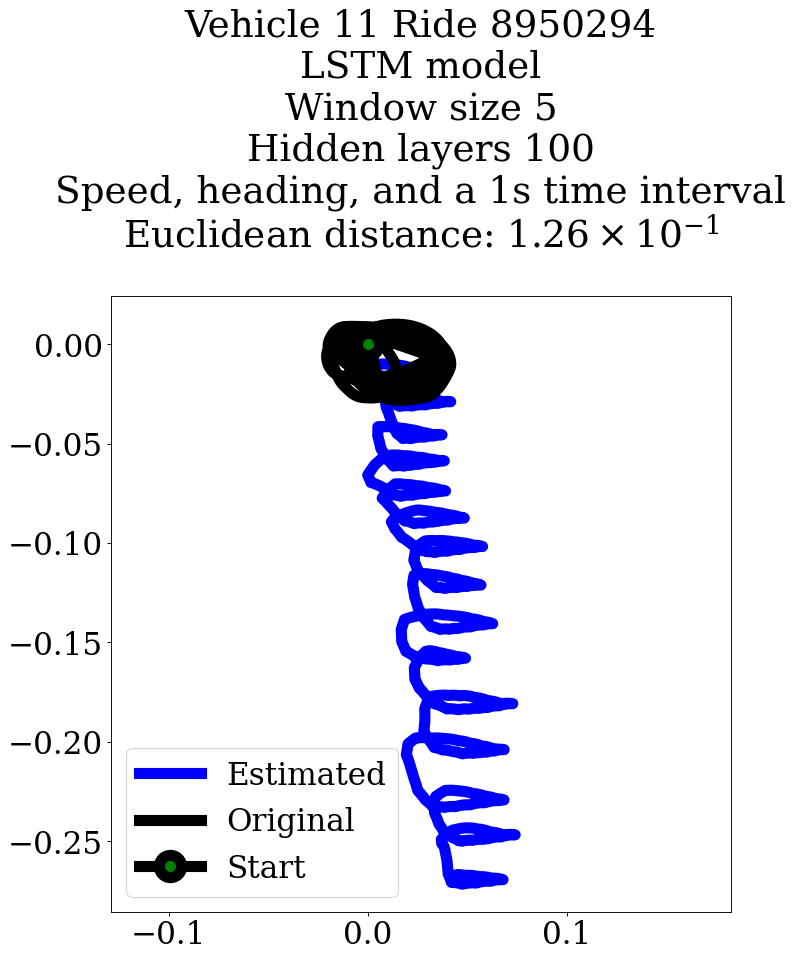 Vehicle 11 Ride 8950294
LSTM model
Window size 5
Hidden layers 100
Speed, heading, and a 1s time interval
Euclidean distance: 1.26 × 10⁻¹
0.00
−0.05
−0.10
−0.15
−0.20
−0.25
Estimated
Original
Start
−0.1
0.0
0.1